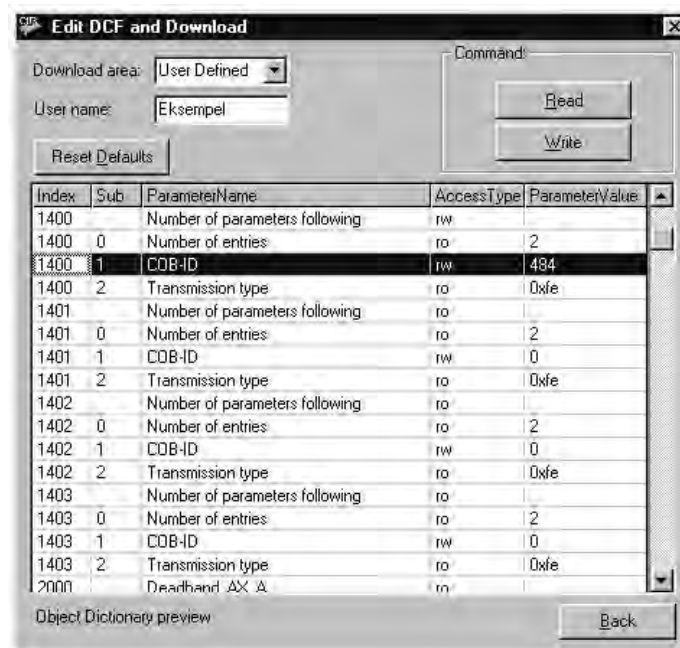 CIR Edit DCF and Download
Download area: User Defined
User name: Eksempel
Reset Defaults
Command:
Read
Write
Index Sub ParameterName AccessType ParameterValue
1400 Number of parameters following rw
1400 0 Number of entries ro 2
1400 1 COB-ID rw 484
1400 2 Transmission type ro 0xfe
1401 Number of parameters following ro
1401 0 Number of entries ro 2
1401 1 COB-ID rw 0
1401 2 Transmission type ro 0xfe
1402 Number of parameters following ro
1402 0 Number of entries ro 2
1402 1 COB-ID rw 0
1402 2 Transmission type ro 0xfe
1403 Number of parameters following ro
1403 0 Number of entries ro 2
1403 1 COB-ID rw 0
1403 2 Transmission type ro 0xfe
2000 Deadband AX A ro
Object Dictionary preview
Back